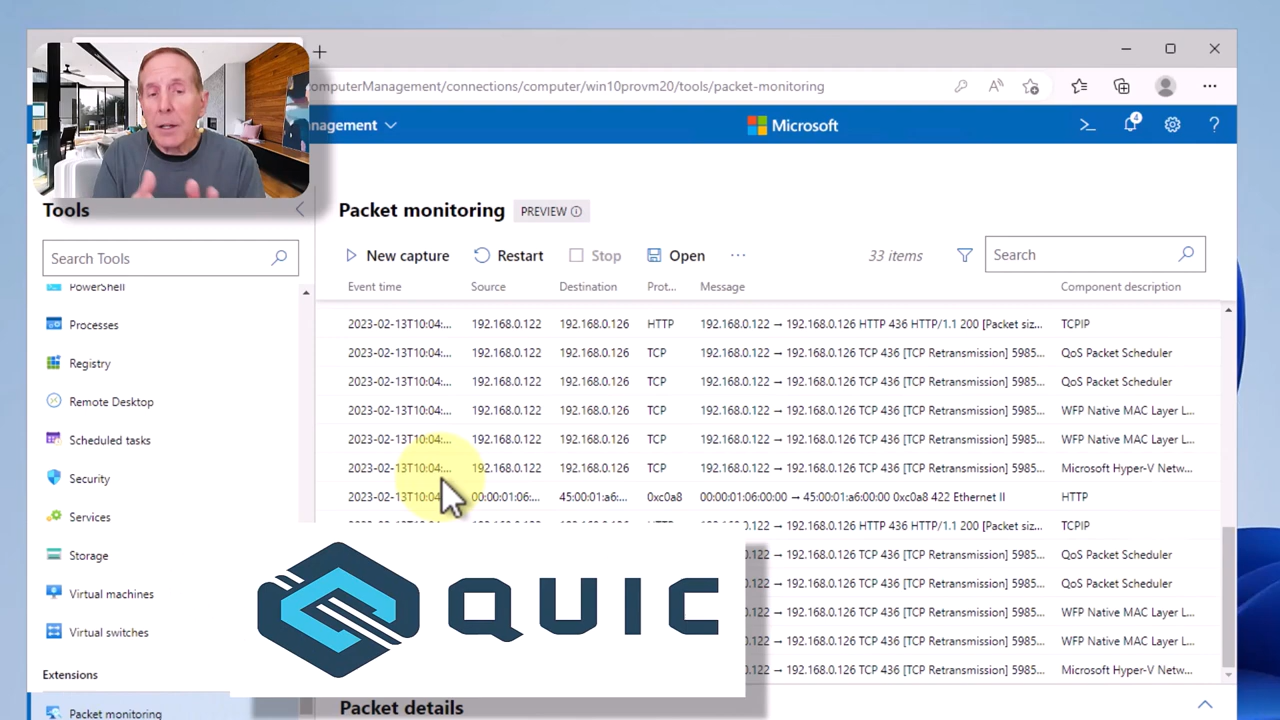 omputerManagement/connections/computer/win10provm20/tools/packet-monitoring
nagement
Microsoft
4
Tools
Packet monitoring
PREVIEW
Search Tools
New capture
Restart
Stop
Open
33 items
Search
Event time Source Destination Prot... Message Component description
PowerShell
Processes
Registry
Remote Desktop
Scheduled tasks
Security
Services
Storage
Virtual machines
Virtual switches
Extensions
Packet monitoring
2023-02-13T10:04:... 192.168.0.122 192.168.0.126 HTTP 192.168.0.122 → 192.168.0.126 HTTP 436 HTTP/1.1 200 [Packet siz... TCPIP
2023-02-13T10:04:... 192.168.0.122 192.168.0.126 TCP 192.168.0.122 → 192.168.0.126 TCP 436 [TCP Retransmission] 5985... QoS Packet Scheduler
2023-02-13T10:04:... 192.168.0.122 192.168.0.126 TCP 192.168.0.122 → 192.168.0.126 TCP 436 [TCP Retransmission] 5985... QoS Packet Scheduler
2023-02-13T10:04:... 192.168.0.122 192.168.0.126 TCP 192.168.0.122 → 192.168.0.126 TCP 436 [TCP Retransmission] 5985... WFP Native MAC Layer L...
2023-02-13T10:04:... 192.168.0.122 192.168.0.126 TCP 192.168.0.122 → 192.168.0.126 TCP 436 [TCP Retransmission] 5985... WFP Native MAC Layer L...
2023-02-13T10:04:... 192.168.0.122 192.168.0.126 TCP 192.168.0.122 → 192.168.0.126 TCP 436 [TCP Retransmission] 5985... Microsoft Hyper-V Netw...
2023-02-13T10:04 00:00:01:06:... 45:00:01:a6:... 0xc0a8 00:00:01:06:00:00 → 45:00:01:a6:00:00 0xc0a8 422 Ethernet II HTTP
192.168.0.122 → 192.168.0.126 HTTP 436 HTTP/1.1 200 [Packet siz... TCPIP
→ 192.168.0.126 TCP 436 [TCP Retransmission] 5985... QoS Packet Scheduler
→ 192.168.0.126 TCP 436 [TCP Retransmission] 5985... QoS Packet Scheduler
→ 192.168.0.126 TCP 436 [TCP Retransmission] 5985... WFP Native MAC Layer L...
→ 192.168.0.126 TCP 436 [TCP Retransmission] 5985... WFP Native MAC Layer L...
→ 192.168.0.126 TCP 436 [TCP Retransmission] 5985... Microsoft Hyper-V Netw...
QUIC
Packet details